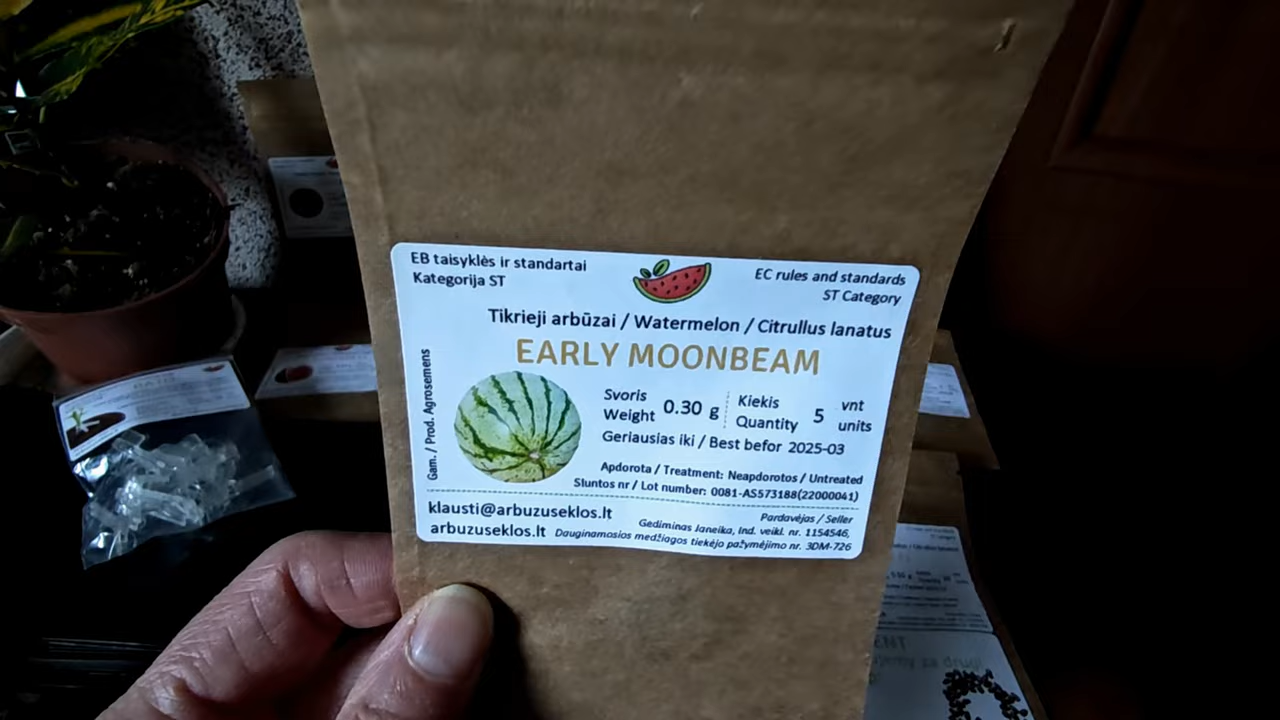 EB taisyklės ir standartai
Kategorija ST
EC rules and standards
ST Category
Tikrieji arbūzai / Watermelon / Citrullus lanatus
EARLY MOONBEAM
Gam. / Prod. Agrosemens
Svoris
Weight 0.30 g
Kiekis
Quantity 5
vnt
units
Geriausias iki / Best befor 2025-03
Apdorota / Treatment: Neapdorotos / Untreated
Sluntos nr / Lot number: 0081-AS573188(22000041)
klausti@arbuzuseklos.lt
arbuzuseklos.lt
Pardavėjas / Seller
Gediminas Janeika, Ind. veikl. nr. 1154546,
Dauginamosios medžiagos tiekėjo pažymėjimo nr. 3DM-726